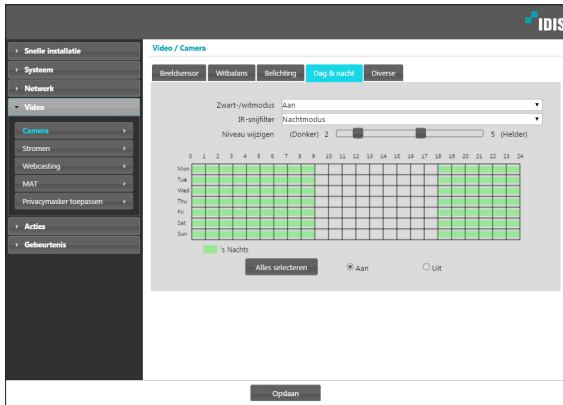 IDIS
Snelle installatie
Systeem
Netwerk
Video
Camera
Stromen
Webcasting
MAT
Privacymasker toepassen
Acties
Gebeurtenis
Video / Camera
Beeldsensor Witbalans Belichting Dag & nacht Diverse
Zwart-/witmodus Aan
IR-snijfilter Nachtmodus
Niveau wijzigen (Donker) 2 5 (Helder)
0 1 2 3 4 5 6 7 8 9 10 11 12 13 14 15 16 17 18 19 20 21 22 23 24
Mon
Tue
Wed
Thu
Fri
Sat
Sun
's Nachts
Alles selecteren Aan Uit
Opslaan